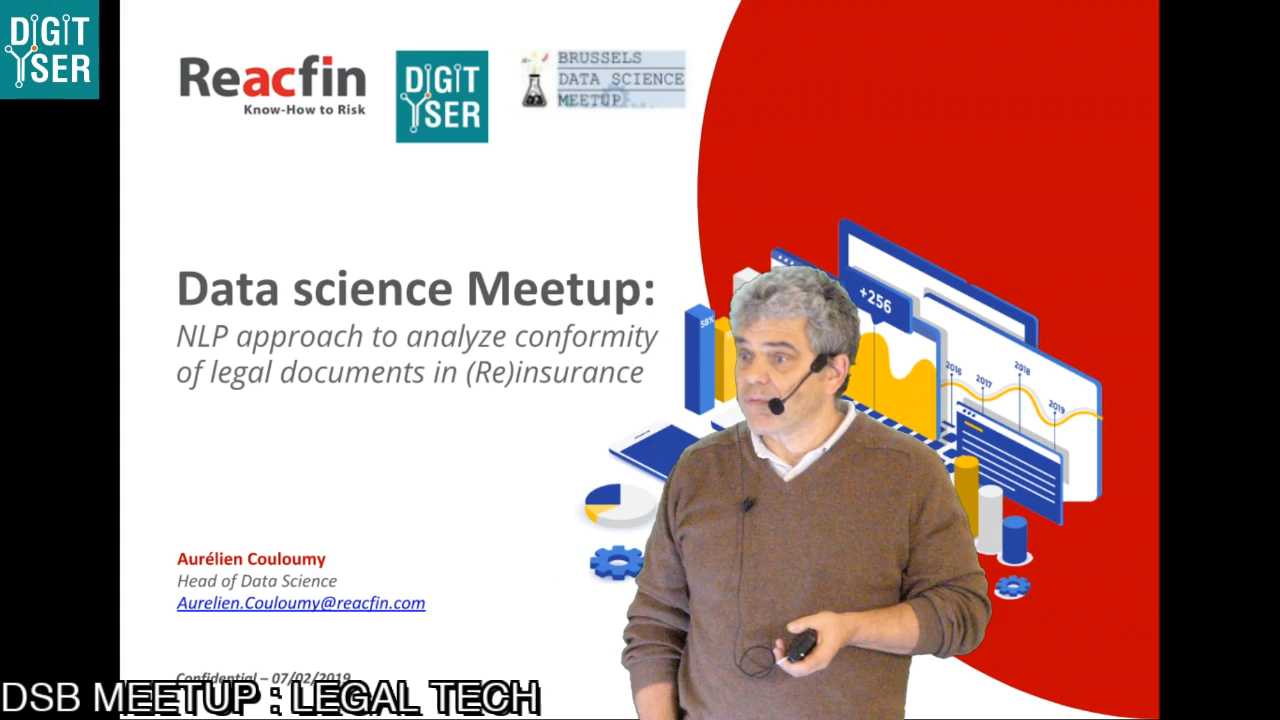 DIGIT
YSER
Reacfin
Know-How to Risk
DIGIT
YSER
BRUSSELS
DATA SCIENCE
MEETUP
Data science Meetup:
NLP approach to analyze conformity
of legal documents in (Re)insurance
+256
58%
2016
2017
2018
2019
Aurélien Couloumy
Head of Data Science
Aurelien.Couloumy@reacfin.com
Confidential – 07/02/2019
DSB MEETUP : LEGAL TECH